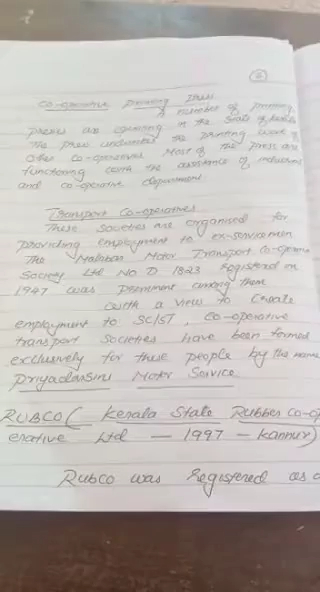 Co-operative Printing Press
A number of printing
presses are operating in the state of Kerala
The press undertakes the printing work of
other co-operatives Most of the press are
functioning with the assistance of industries
and co-operative department.
Transport Co-operatives
These societies are organised for
providing employment to ex-servicemen
The Malabar Motor Transport Co-opera
Society Ltd No D 1823 registered in
1947 was prominent among them
with a view to create
employment to SC/ST, co-operative
transport societies have been formed
exclusively for these people by the name
Priyadarsini Motor Service
RUBCO (Kerala State Rubber Co-op
erative Ltd — 1997 — Kannur)
Rubco was registered as a